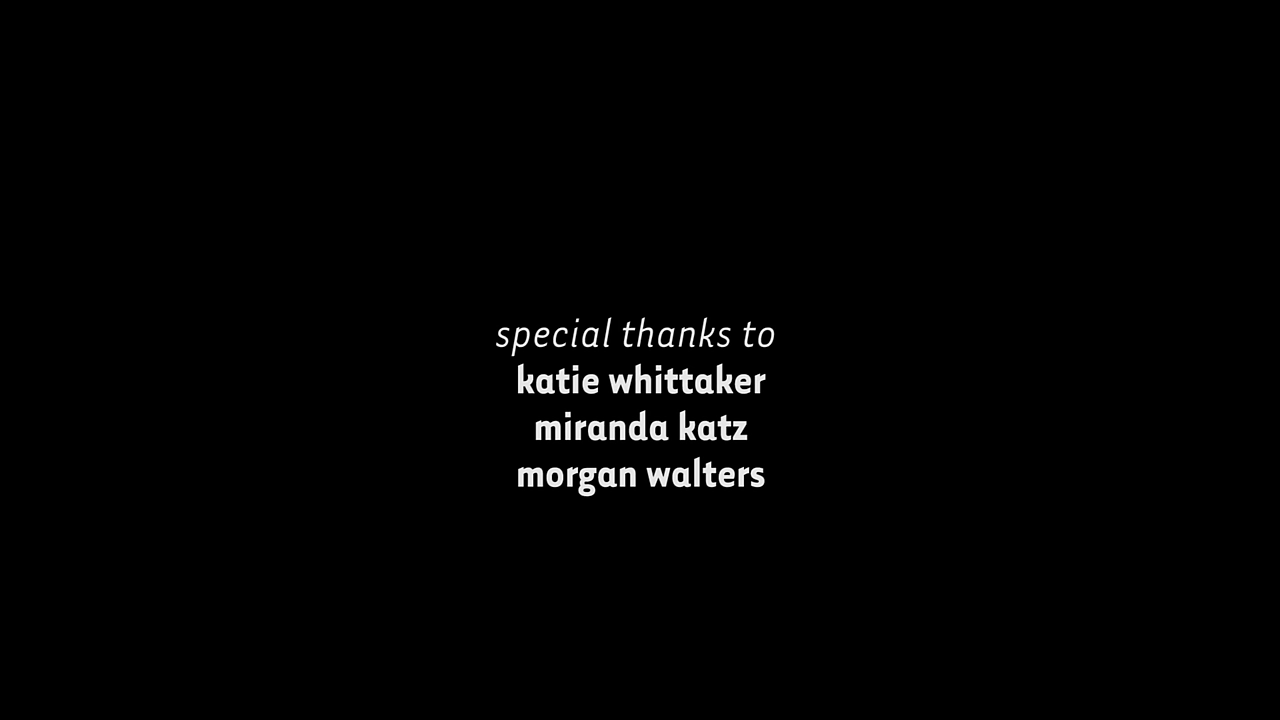 special thanks to
katie whittaker
miranda katz
morgan walters